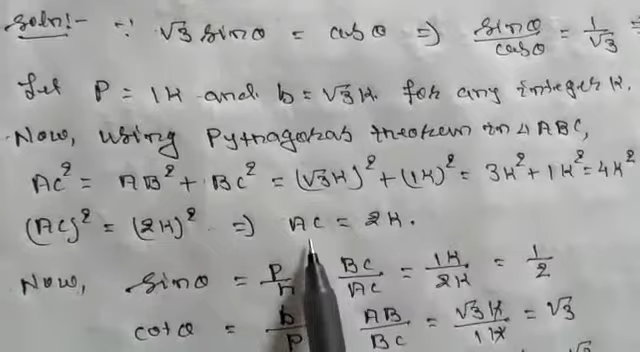 Soln:- ∵ √3 sinθ = cosθ ⇒ sinθ/cosθ = 1/√3 =
Let P = 1K and b = √3K for any integer K.
Now, using Pythagoras theorem in △ABC,
AC² = AB² + BC² = (√3K)² + (1K)² = 3K² + 1K² = 4K²
(AC)² = (2K)² ⇒ AC = 2K.
Now, sinθ = P/h BC/AC = 1K/2K = 1/2
cotθ = b/P AB/BC = √3K/1K = √3